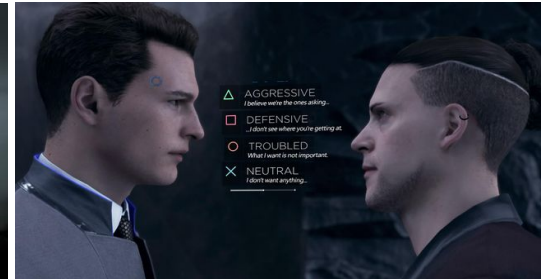 AGGRESSIVE
I believe we're the ones asking...
DEFENSIVE
...I don't see where you're getting at.
TROUBLED
What I want is not important.
NEUTRAL
I don't want anything...